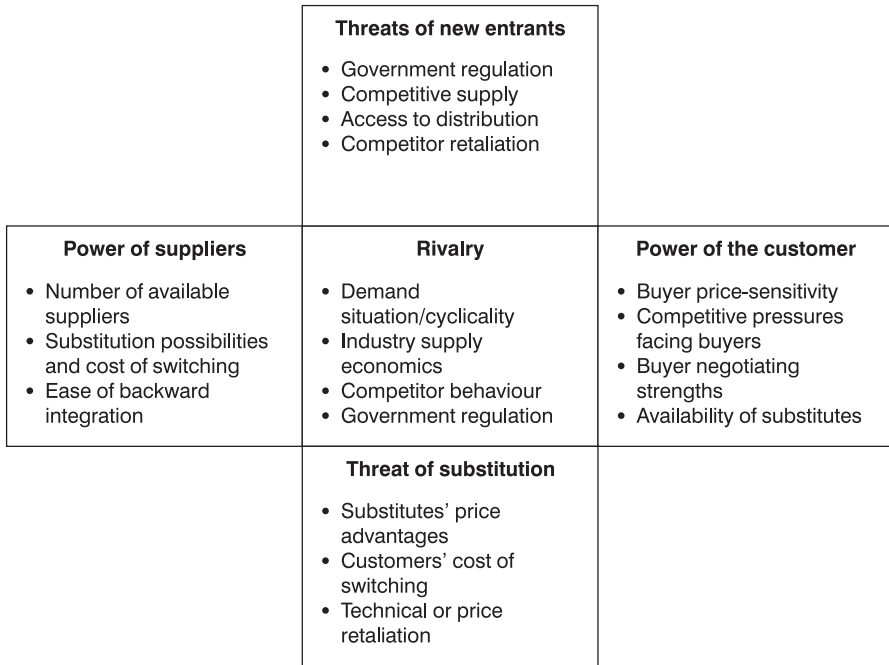 Threats of new entrants
• Government regulation
• Competitive supply
• Access to distribution
• Competitor retaliation
Power of suppliers
• Number of available
suppliers
• Substitution possibilities
and cost of switching
• Ease of backward
integration
Rivalry
• Demand
situation/cyclicality
• Industry supply
economics
• Competitor behaviour
• Government regulation
Power of the customer
• Buyer price-sensitivity
• Competitive pressures
facing buyers
• Buyer negotiating
strengths
• Availability of substitutes
Threat of substitution
• Substitutes’ price
advantages
• Customers’ cost of
switching
• Technical or price
retaliation